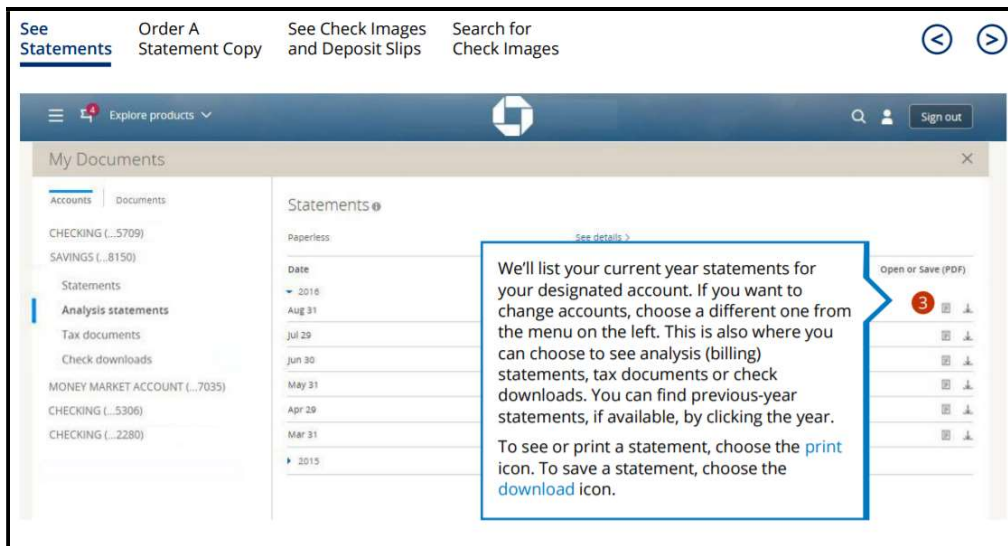 See Statements
Order A Statement Copy
See Check Images and Deposit Slips
Search for Check Images
4
Explore products
Sign out
My Documents
Accounts
Documents
CHECKING (...5709)
SAVINGS (...8150)
Statements
Analysis statements
Tax documents
Check downloads
MONEY MARKET ACCOUNT (...7035)
CHECKING (...5306)
CHECKING (...2280)
Statements
Paperless
See details >
Date
Open or Save (PDF)
2016
Aug 31
3
Jul 29
Jun 30
May 31
Apr 29
Mar 31
2015
We'll list your current year statements for
your designated account. If you want to
change accounts, choose a different one from
the menu on the left. This is also where you
can choose to see analysis (billing)
statements, tax documents or check
downloads. You can find previous-year
statements, if available, by clicking the year.
To see or print a statement, choose the print
icon. To save a statement, choose the
download icon.